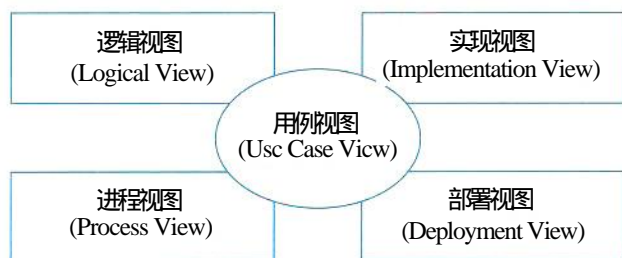 逻辑视图
(Logical View)
实现视图
(Implementation View)
用例视图
(Usc Case Vicw)
进程视图
(Process View)
部署视图
(Deployment View)